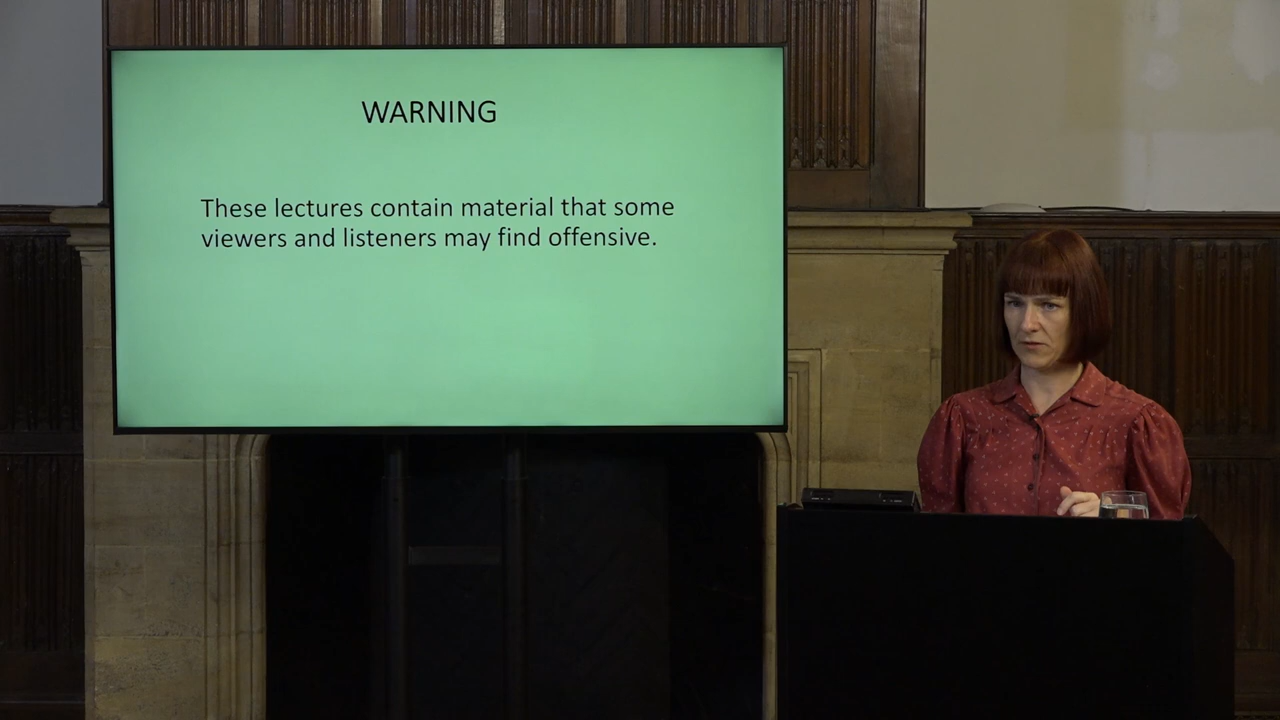 WARNING
These lectures contain material that some
viewers and listeners may find offensive.